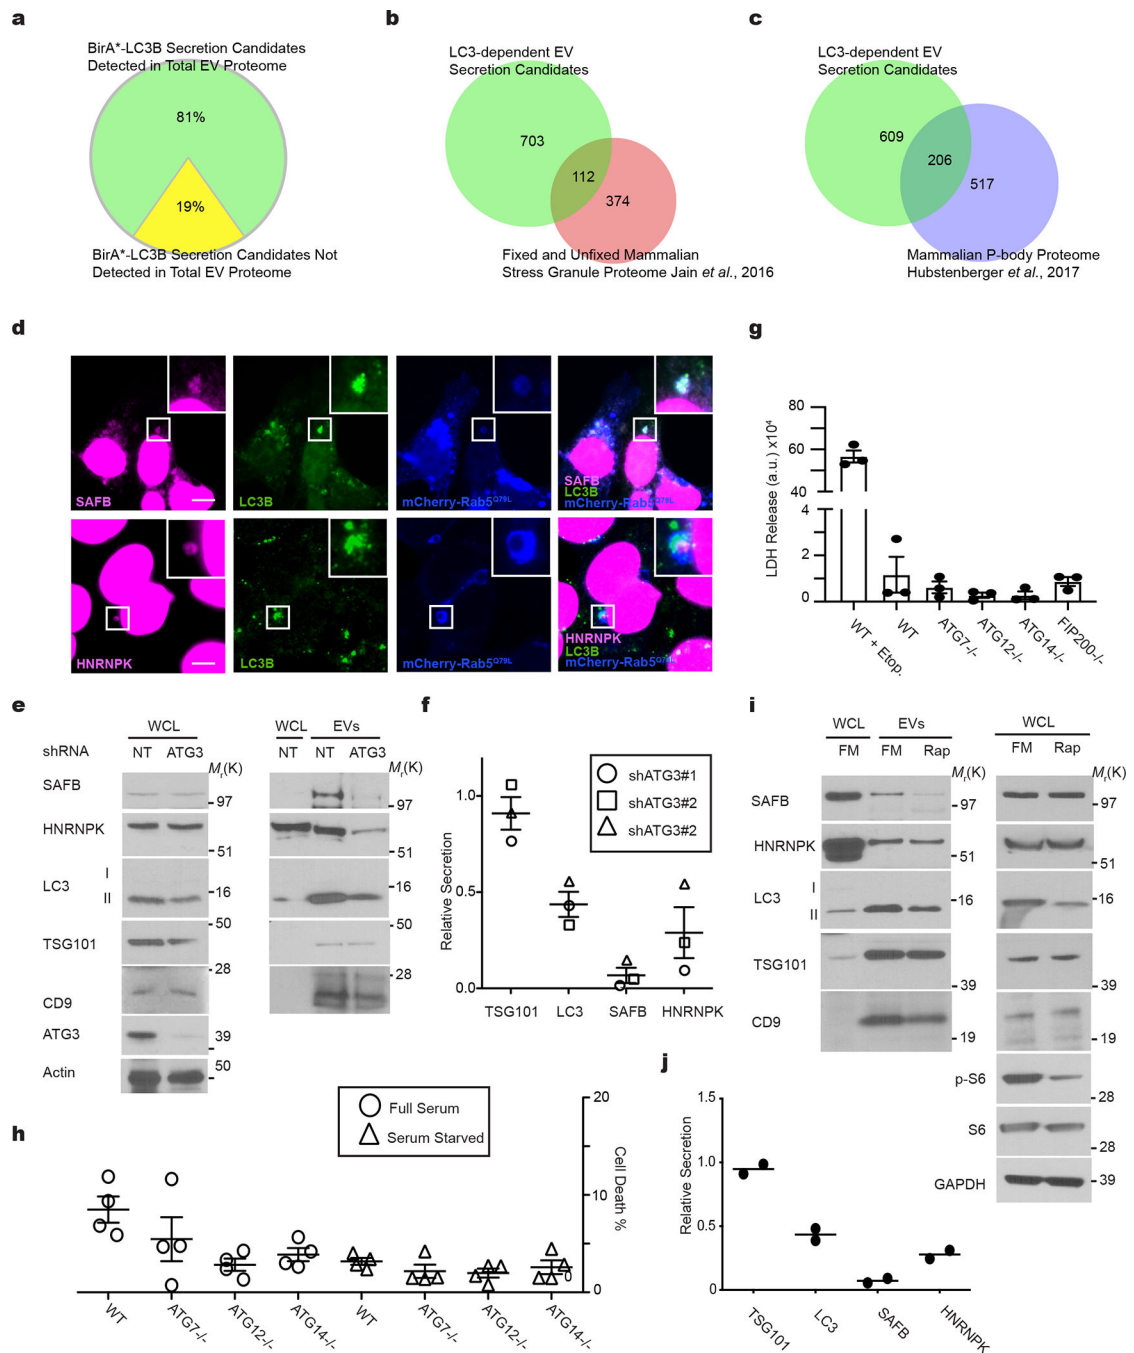 a
BirA*-LC3B Secretion Candidates
Detected in Total EV Proteome
81%
19%
BirA*-LC3B Secretion Candidates Not
Detected in Total EV Proteome
b
LC3-dependent EV
Secretion Candidates
703
112
374
Fixed and Unfixed Mammalian
Stress Granule Proteome Jain et al., 2016
c
LC3-dependent EV
Secretion Candidates
609
206
517
Mammalian P-body Proteome
Hubstenberger et al., 2017
d
SAFB
LC3B
mCherry-Rab5Q79L
SAFB
LC3B
mCherry-Rab5Q79L
HNRNPK
LC3B
mCherry-Rab5Q79L
HNRNPK
LC3B
mCherry-Rab5Q79L
g
LDH Release (a.u.) x10⁴
80
60
40
4
2
0
WT + Etop.
WT
ATG7-/-
ATG12-/-
ATG14-/-
FIP200-/-
e
WCL
WCL EVs
shRNA NT ATG3
NT NT ATG3
Mr(K)
Mr(K)
SAFB
97
97
HNRNPK
51
51
LC3
I
II
16
16
50
TSG101
28
28
CD9
ATG3
39
50
Actin
f
Relative Secretion
1.0
0.5
0.0
TSG101 LC3 SAFB HNRNPK
shATG3#1
shATG3#2
shATG3#2
i
WCL EVs
WCL
FM FM Rap
FM Rap
Mr(K)
Mr(K)
SAFB
97
97
HNRNPK
51
51
LC3
I
II
16
16
TSG101
39
39
CD9
19
19
p-S6
28
S6
28
GAPDH
39
h
Full Serum
Serum Starved
Cell Death %
20
10
0
0
WT
ATG7-/-
ATG12-/-
ATG14-/-
WT
ATG7-/-
ATG12-/-
ATG14-/-
j
Relative Secretion
1.5
1.0
0.5
0
TSG101
LC3
SAFB
HNRNPK